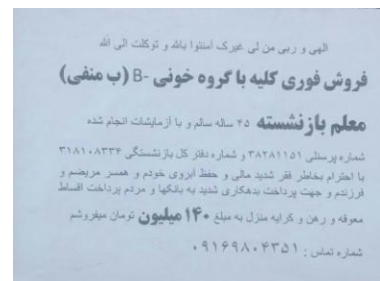 الهی و ربی من لی غیرک آمنتوا بالله و توکلت الی الله
فروش فوری کلیه با گروه خونی -B (ب منفی)
معلم بازنشسته ۴۵ ساله سالم و با آزمایشات انجام شده
شماره پرسنلی ۳۸۲۸۱۱۵۱ و شماره دفتر کل بازنشستگی ۳۱۸۱۰۸۳۳۴
با احترام بخاطر فقر شدید مالی و حفظ آبروی خودم و همسر مریضم و
فرزندم و جهت پرداخت بدهکاری شدید به بانکها و مردم پرداخت اقساط
معوقه و رهن و کرایه منزل به مبلغ ۱۴۰ میلیون تومان میفروشم
شماره تماس : ۰۹۱۶۹۸۰۴۳۵۱